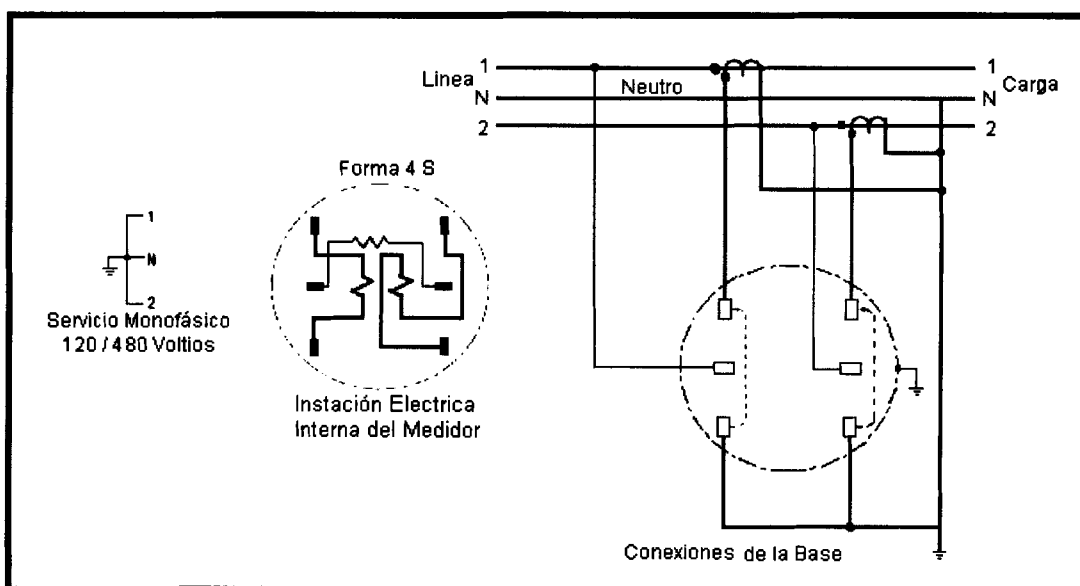 1
Linea
Neutro
1
Carga
N
N
2
2
Forma 4 S
1
N
2
Servicio Monofásico
120 / 480 Voltios
Instación Electrica
Interna del Medidor
Conexiones de la Base